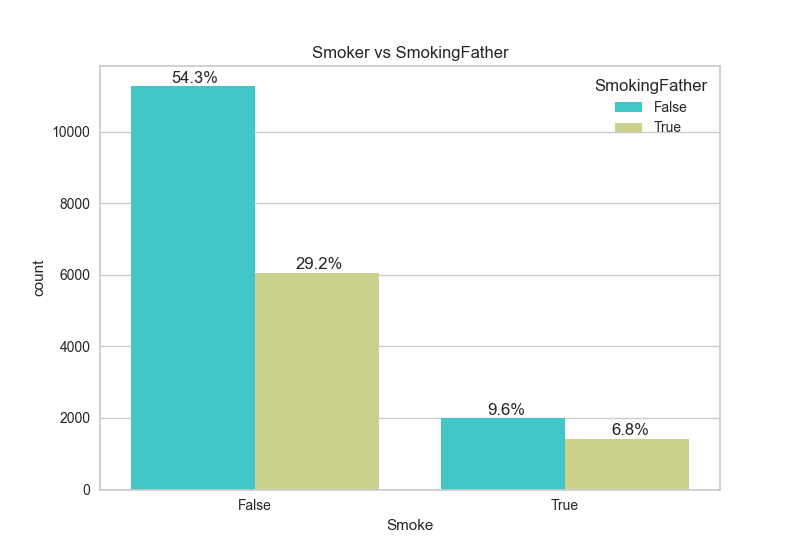 Smoker vs SmokingFather
54.3%
29.2%
9.6%
6.8%
SmokingFather
False
True
10000
8000
6000
4000
2000
0
count
False
True
Smoke